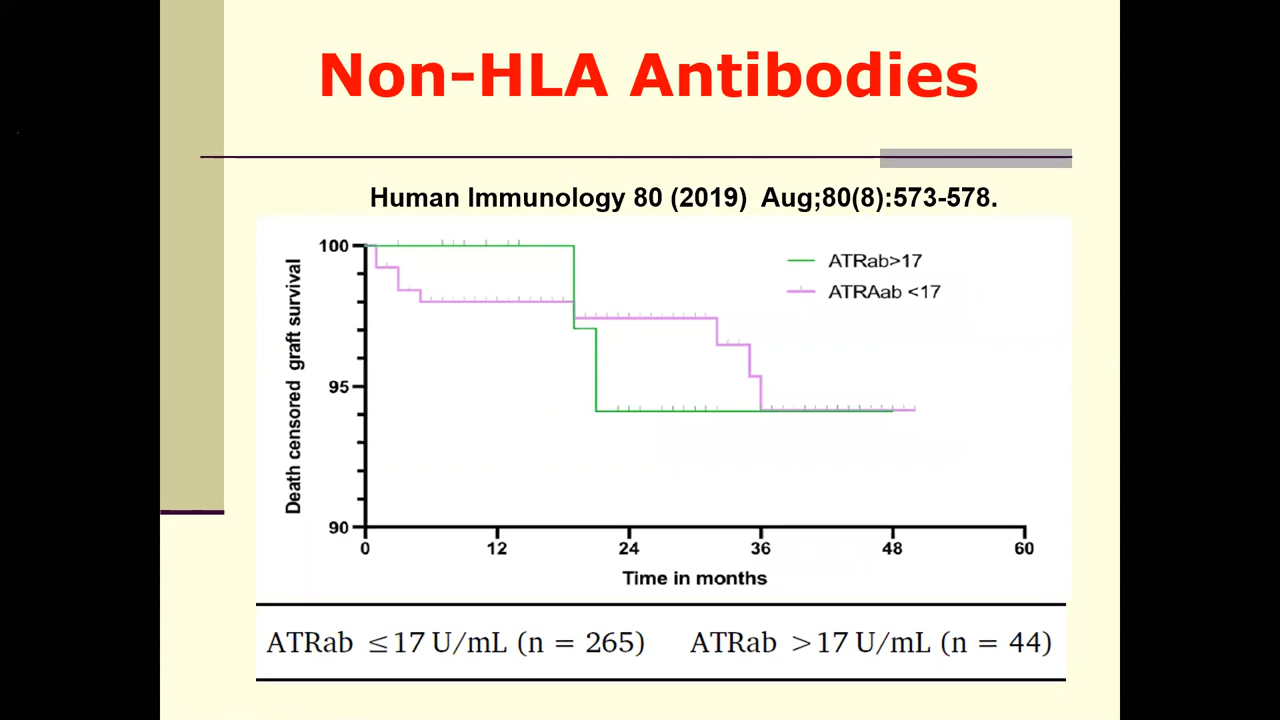 Non-HLA Antibodies
Human Immunology 80 (2019) Aug;80(8):573-578.
Death censored graft survival
100
95
90
ATRab>17
ATRAab <17
0 12 24 36 48 60
Time in months
ATRab ≤17 U/mL (n = 265) ATRab >17 U/mL (n = 44)